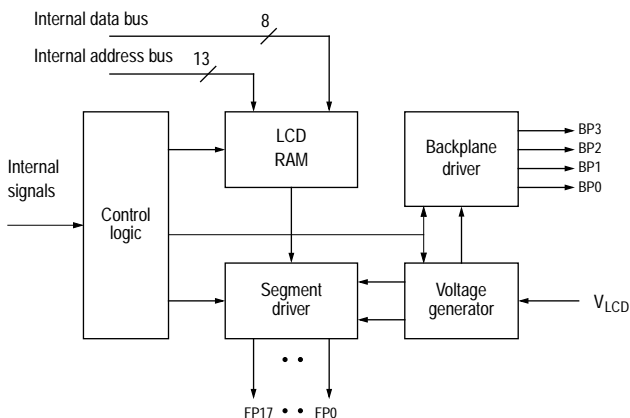 Internal data bus
8
Internal address bus
13
LCD
RAM
Backplane
driver
BP3
BP2
BP1
BP0
Internal
signals
Control
logic
Segment
driver
Voltage
generator
VLCD
FP17 • • FP0